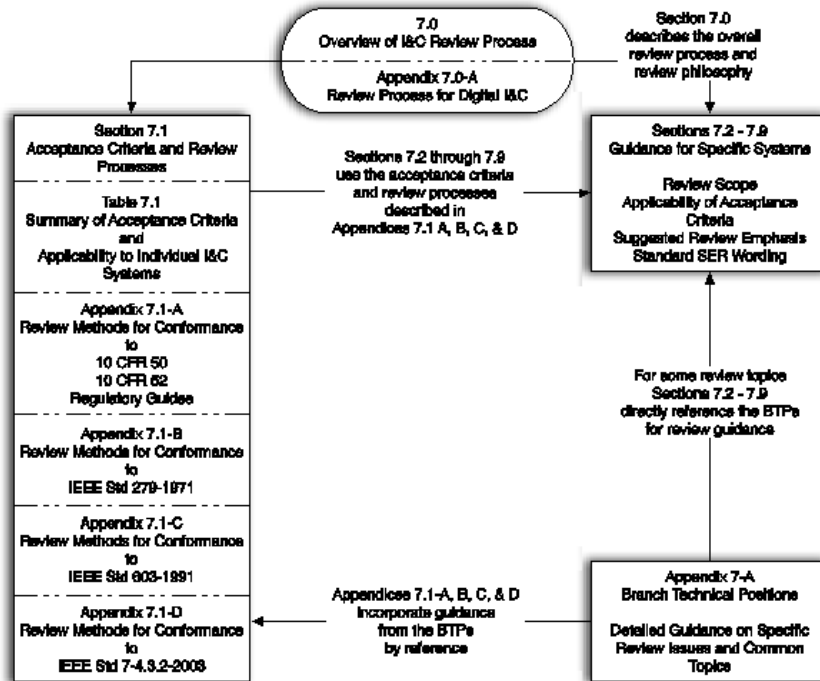 7.0
Overview of I&C Review Process
Appendix 7.0-A
Review Process for Digital I&C
Section 7.0
describes the overall
review process and
review philosophy
Section 7.1
Acceptance Criteria and Review
Processes
Table 7.1
Summary of Acceptance Criteria
and
Applicability to Individual I&C
Systems
Appendix 7.1-A
Review Methods for Conformance
to
10 CFR 50
10 CFR 52
Regulatory Guides
Appendix 7.1-B
Review Methods for Conformance
to
IEEE Std 279-1971
Appendix 7.1-C
Review Methods for Conformance
to
IEEE Std 603-1991
Appendix 7.1-D
Review Methods for Conformance
to
IEEE Std 7-4.3.2-2003
Sections 7.2 through 7.9
use the acceptance criteria
and review processes
described in
Appendices 7.1 A, B, C, & D
Sections 7.2 - 7.9
Guidance for Specific Systems
Review Scope
Applicability of Acceptance
Criteria
Suggested Review Emphasis
Standard SER Wording
For some review topics
Sections 7.2 - 7.9
directly reference the BTPs
for review guidance
Appendices 7.1-A, B, C, & D
incorporate guidance
from the BTPs
by reference
Appendix 7-A
Branch Technical Positions
Detailed Guidance on Specific
Review Issues and Common
Topics